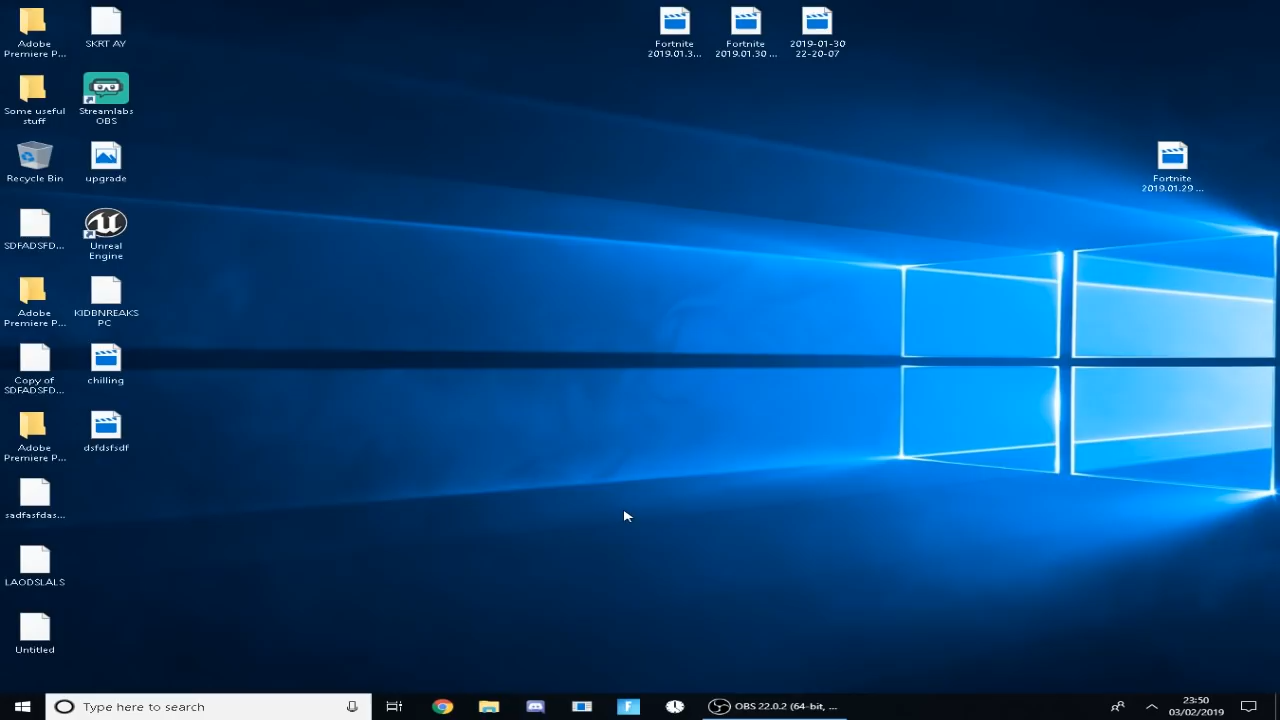 Adobe
Premiere P...
SKRT AY
Fortnite
2019.01.3...
Fortnite
2019.01.30 ...
2019-01-30
22-20-07
Some useful
stuff
Streamlabs
OBS
Recycle Bin
upgrade
Fortnite
2019.01.29 ...
SDFADSFD...
Unreal
Engine
Adobe
Premiere P...
KIDBNREAKS
PC
Copy of
SDFADSFD...
chilling
Adobe
Premiere P...
dsfdsfsdf
sadfasfdas...
LAODSLALS
Untitled
Type here to search
F
OBS 22.0.2 (64-bit, ...
23:50
03/02/2019